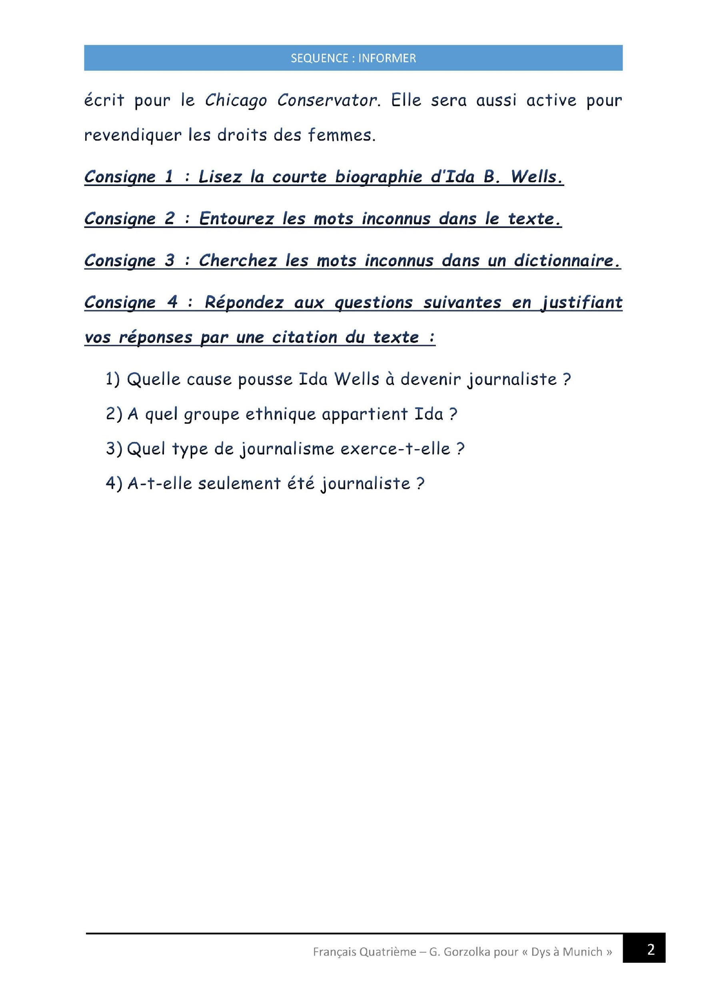 SEQUENCE : INFORMER
écrit pour le Chicago Conservator. Elle sera aussi active pour
revendiquer les droits des femmes.
Consigne 1 : Lisez la courte biographie d'Ida B. Wells.
Consigne 2 : Entourez les mots inconnus dans le texte.
Consigne 3 : Cherchez les mots inconnus dans un dictionnaire.
Consigne 4 : Répondez aux questions suivantes en justifiant
vos réponses par une citation du texte :
1) Quelle cause pousse Ida Wells à devenir journaliste ?
2) A quel groupe ethnique appartient Ida ?
3) Quel type de journalisme exerce-t-elle ?
4) A-t-elle seulement été journaliste ?
Français Quatrième – G. Gorzolka pour « Dys à Munich »
2